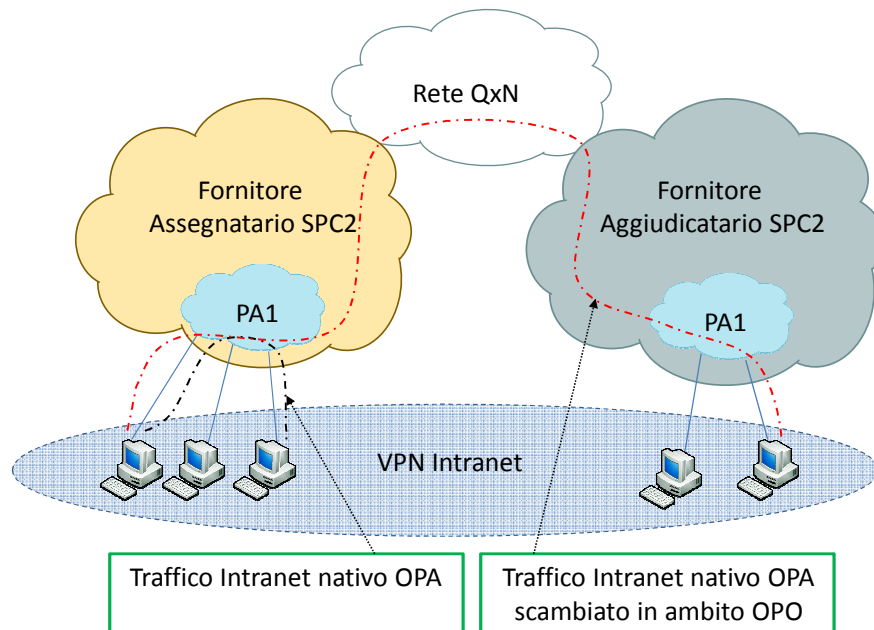 Rete QxN
Fornitore
Assegnatario SPC2
Fornitore
Aggiudicatario SPC2
PA1
PA1
VPN Intranet
Traffico Intranet nativo OPA
Traffico Intranet nativo OPA
scambiato in ambito OPO